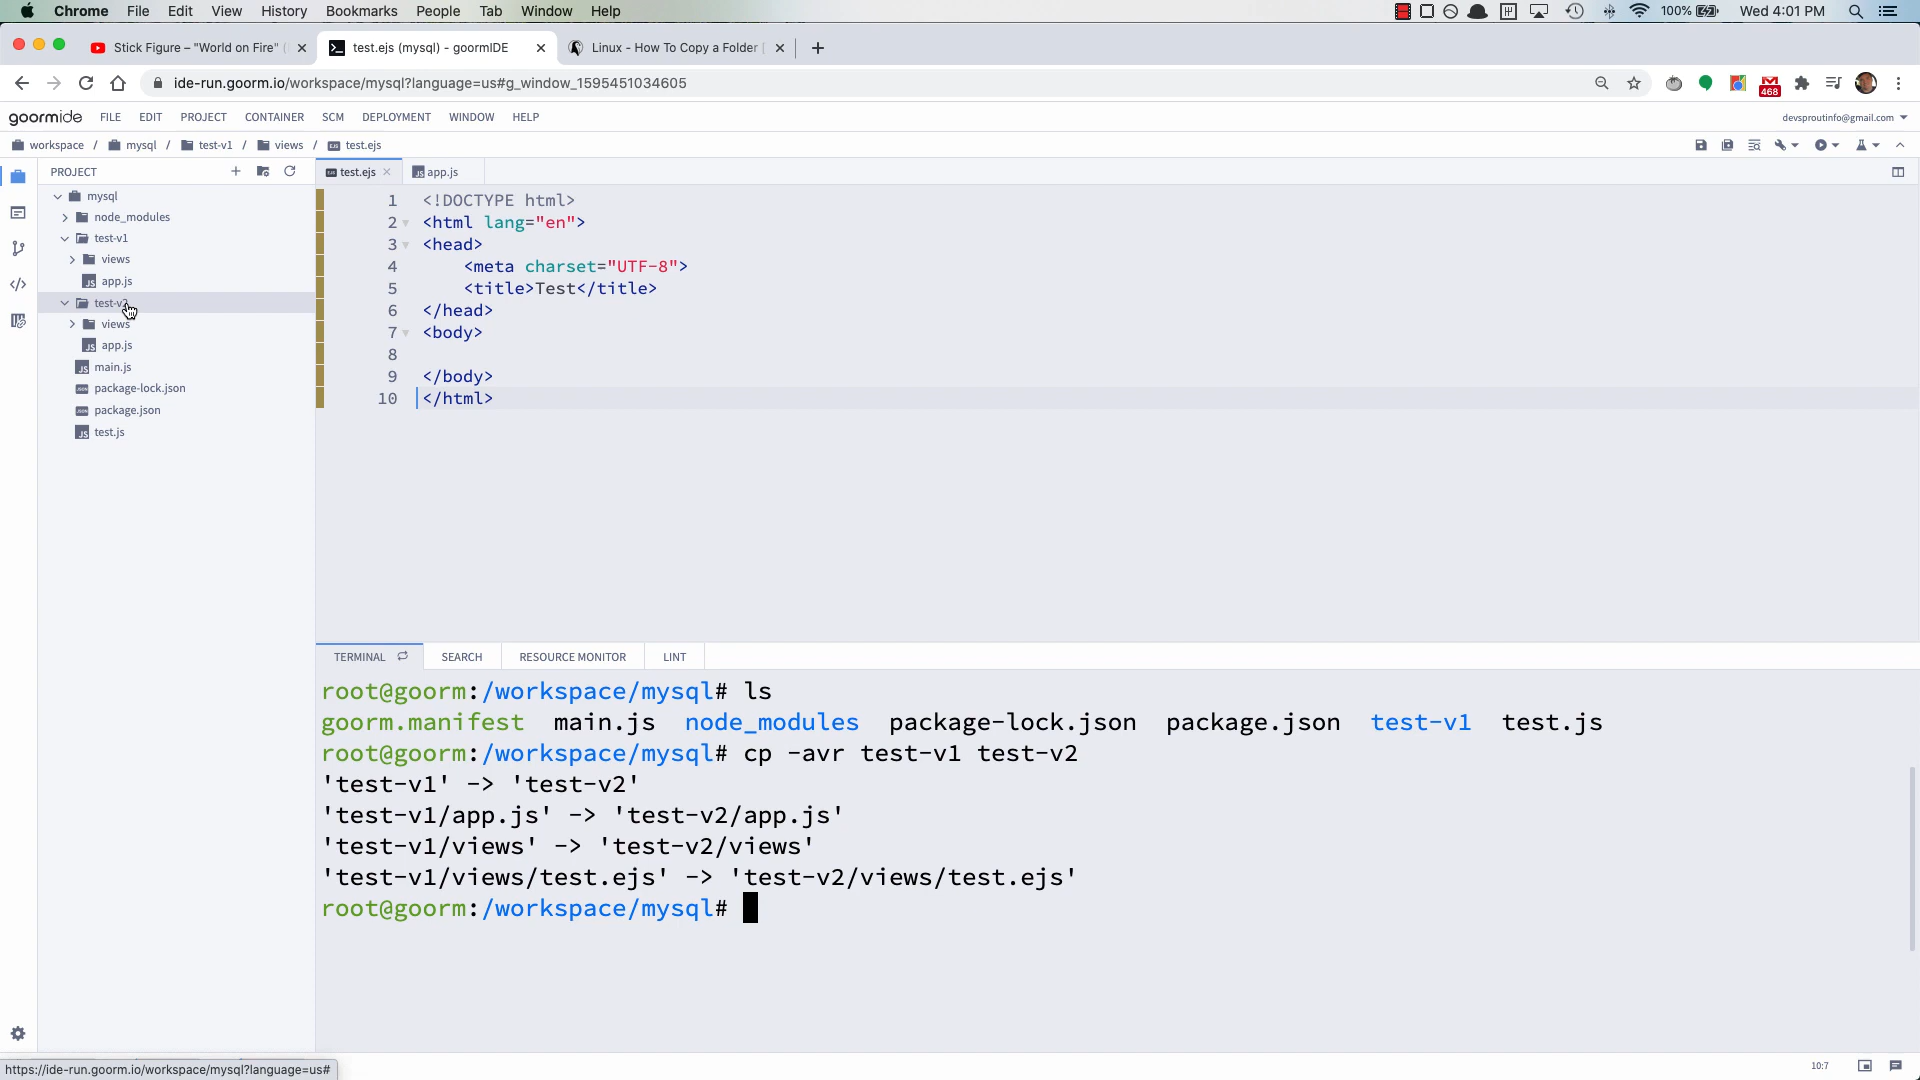 Chrome File Edit View History Bookmarks People Tab Window Help 100% Wed 4:01 PM
Stick Figure – "World on Fire" ( test.ejs (mysql) - goormIDE Linux - How To Copy a Folder [
ide-run.goorm.io/workspace/mysql?language=us#g_window_1595451034605 468
goormide FILE EDIT PROJECT CONTAINER SCM DEPLOYMENT WINDOW HELP devsproutinfo@gmail.com
workspace / mysql / test-v1 / views / test.ejs
PROJECT
mysql
node_modules
test-v1
views
app.js
test-v2
views
app.js
main.js
package-lock.json
package.json
test.js
test.ejs app.js
1 <!DOCTYPE html>
2 <html lang="en">
3 <head>
4 <meta charset="UTF-8">
5 <title>Test</title>
6 </head>
7 <body>
8
9 </body>
10 </html>
TERMINAL SEARCH RESOURCE MONITOR LINT
root@goorm:/workspace/mysql# ls
goorm.manifest main.js node_modules package-lock.json package.json test-v1 test.js
root@goorm:/workspace/mysql# cp -avr test-v1 test-v2
'test-v1' -> 'test-v2'
'test-v1/app.js' -> 'test-v2/app.js'
'test-v1/views' -> 'test-v2/views'
'test-v1/views/test.ejs' -> 'test-v2/views/test.ejs'
root@goorm:/workspace/mysql#
https://ide-run.goorm.io/workspace/mysql?language=us#
10:7